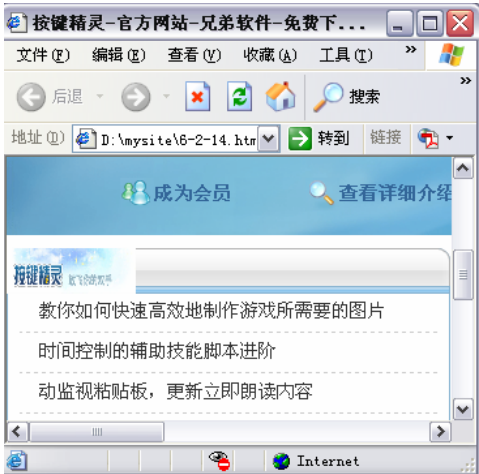 按键精灵-官方网站-兄弟软件-免费下...
文件(F) 编辑(E) 查看(V) 收藏(A) 工具(T) »
后退 搜索 »
地址(D) D:\mysite\6-2-14.htm 转到 链接
成为会员 查看详细介绍
按键精灵
教你如何快速高效地制作游戏所需要的图片
时间控制的辅助技能脚本进阶
动监视粘贴板，更新立即朗读内容
Internet